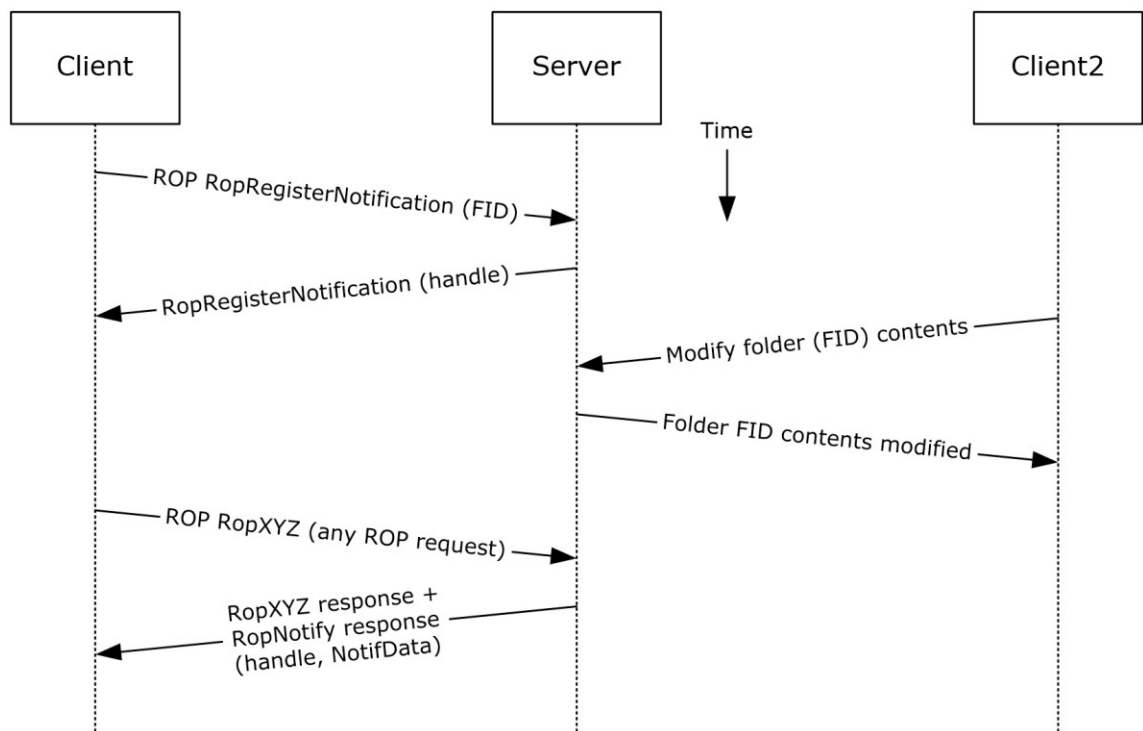 Client
Server
Client2
Time
ROP RopRegisterNotification (FID)
RopRegisterNotification (handle)
Modify folder (FID) contents
Folder FID contents modified
ROP RopXYZ (any ROP request)
RopXYZ response +
RopNotify response
(handle, NotifData)